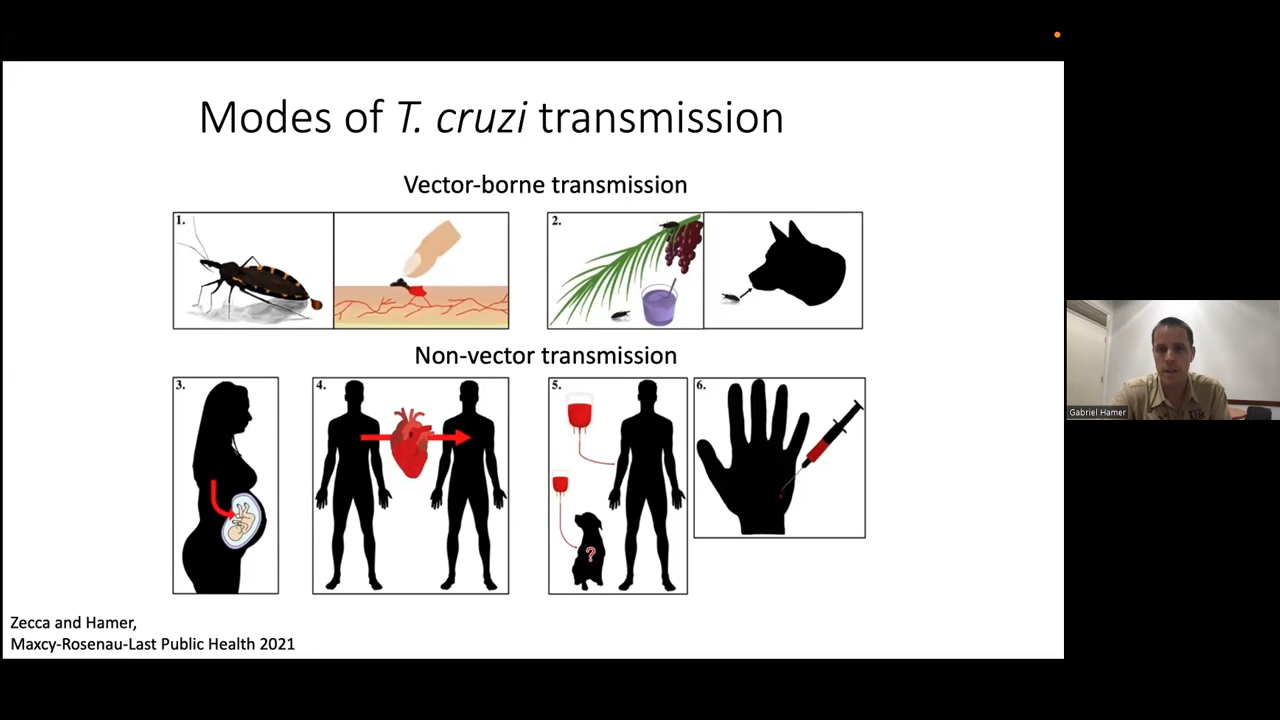 Modes of T. cruzi transmission
Vector-borne transmission
1.
2.
Non-vector transmission
3.
4.
5.
6.
?
Gabriel Hamer
Zecca and Hamer,
Maxcy-Rosenau-Last Public Health 2021